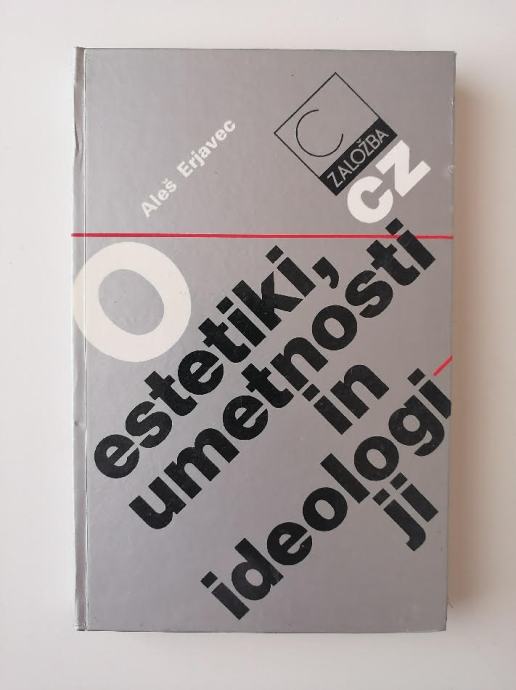 Aleš Erjavec
C
ZALOŽBA
cz
O
estetiki,
umetnosti
in
ideologi
ji